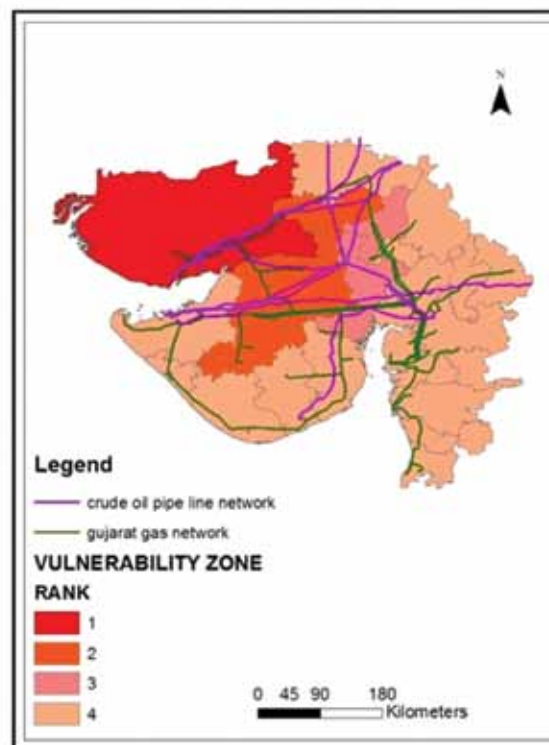 N
Legend
crude oil pipe line network
gujarat gas network
VULNERABILITY ZONE
RANK
1
2
3
4
0 45 90 180
Kilometers